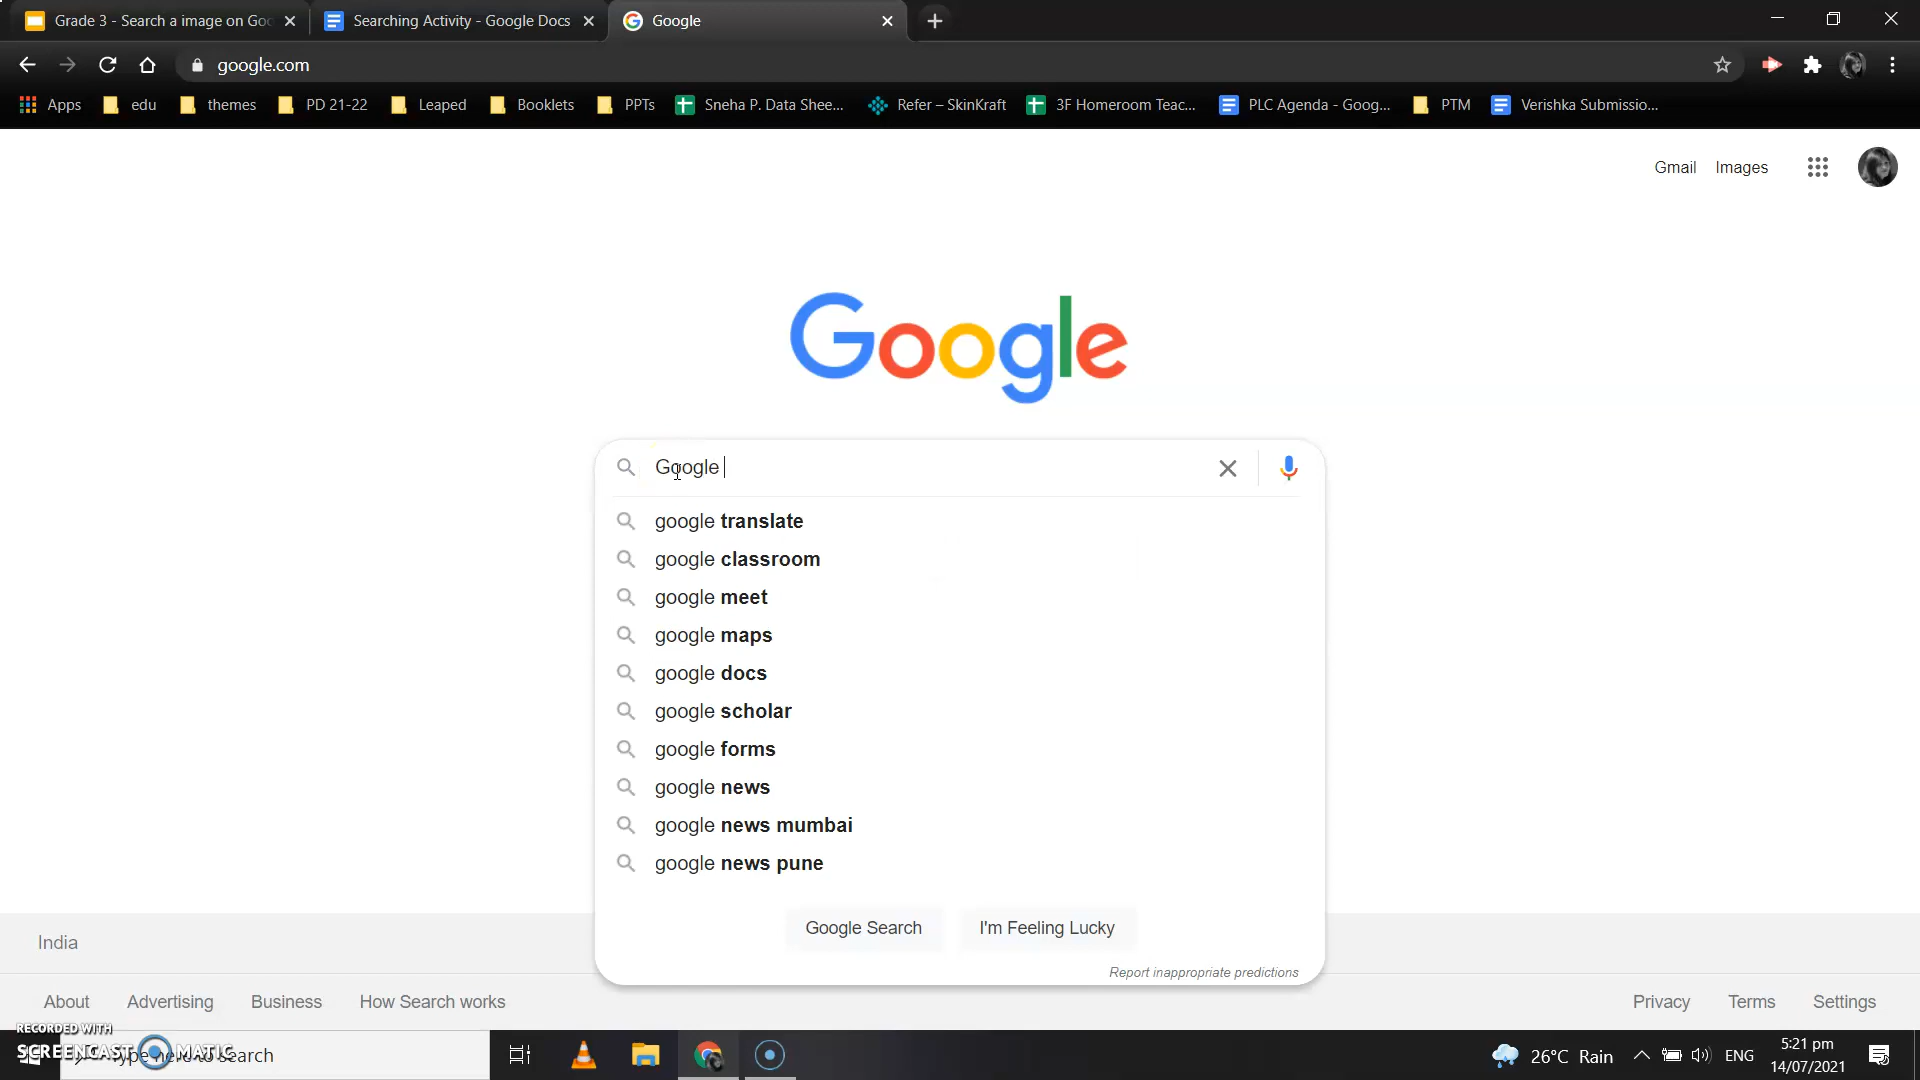 Grade 3 - Search a image on Goo
Searching Activity - Google Docs
Google
google.com
Apps
edu
themes
PD 21-22
Leaped
Booklets
PPTs
Sneha P. Data Shee...
Refer – SkinKraft
3F Homeroom Teac...
PLC Agenda - Goog...
PTM
Verishka Submissio...
Gmail
Images
Google
Google
google translate
google classroom
google meet
google maps
google docs
google scholar
google forms
google news
google news mumbai
google news pune
Google Search
I'm Feeling Lucky
Report inappropriate predictions
India
About
Advertising
Business
How Search works
Privacy
Terms
Settings
RECORDED WITH
SCREENCAST MATIC
Type here to search
26°C Rain
ENG
5:21 pm
14/07/2021